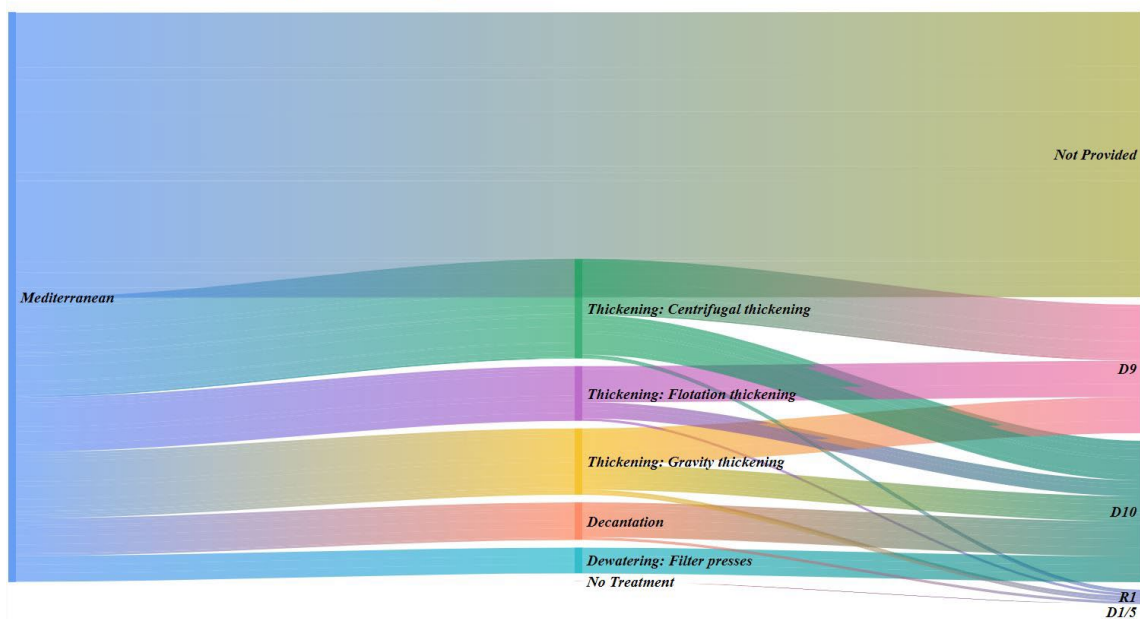 Not Provided
Mediterranean
Thickening: Centrifugal thickening
D9
Thickening: Flotation thickening
Thickening: Gravity thickening
D10
Decantation
Dewatering: Filter presses
No Treatment
R1
D1/5